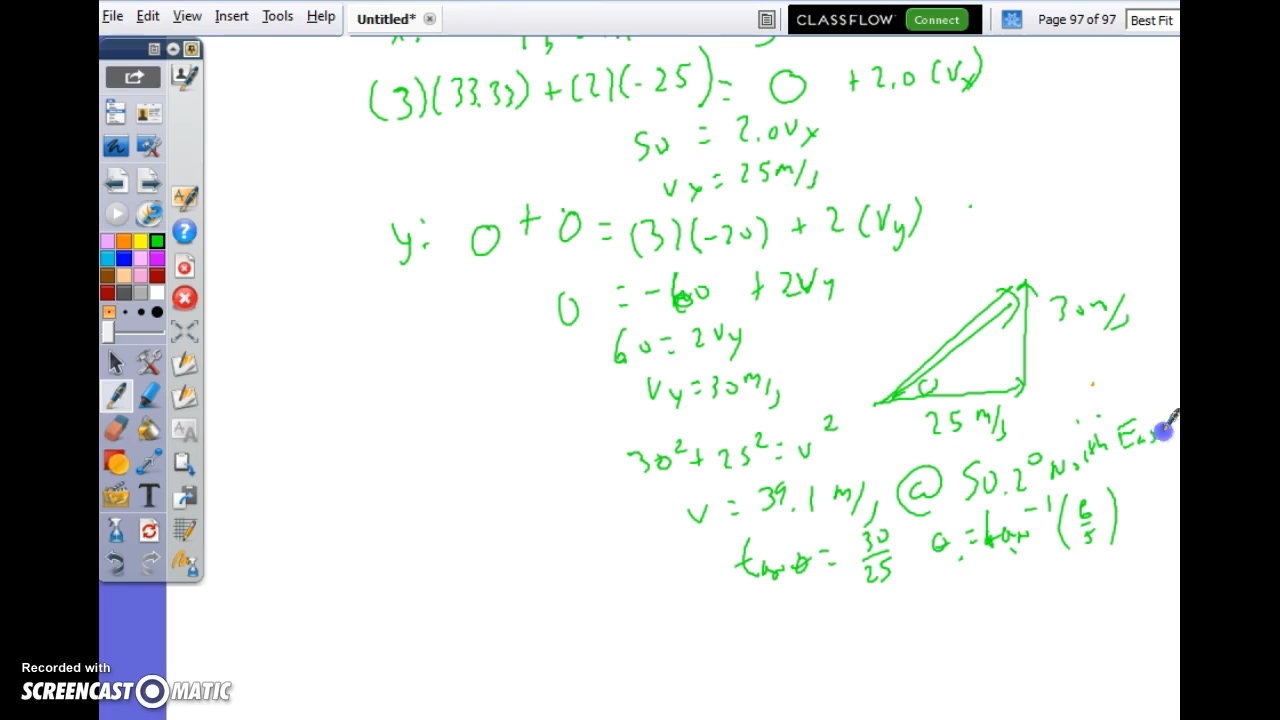 File Edit View Insert Tools Help
Untitled*
CLASSFLOW Connect
Page 97 of 97
Best Fit
(3)(33.33) + (2)(-25) = 0 + 2.0 (Vx)
50 = 2.0Vx
Vx = 25 m/s
y: 0 + 0 = (3)(-20) + 2 (Vy)
0 = -60 + 2Vy
60 = 2Vy
Vy = 30 m/s
30 m/s
25 m/s
30² + 25² = v²
v = 39.1 m/s @ 50.2° North Eas
tan θ = 30/25 θ = tan⁻¹ (6/5)
Recorded with
SCREENCAST O MATIC